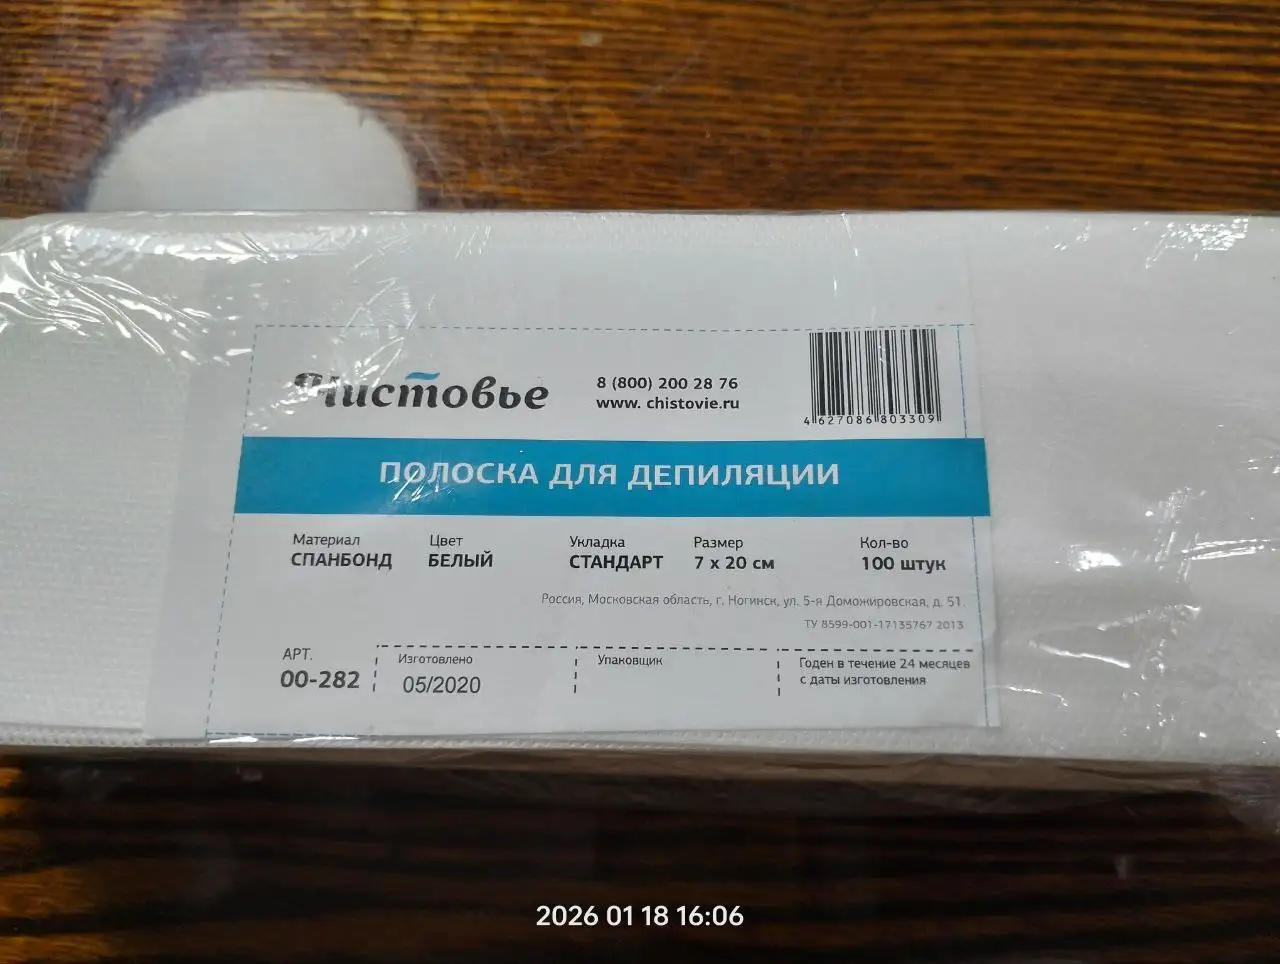 Чистовье
8 (800) 200 28 76
www. chistovie.ru
4 627086 803309
ПОЛОСКА ДЛЯ ДЕПИЛЯЦИИ
Материал Цвет Укладка Размер Кол-во
СПАНБОНД БЕЛЫЙ СТАНДАРТ 7 x 20 см 100 штук
Россия, Московская область, г. Ногинск, ул. 5-я Доможировская, д. 51.
ТУ 8599-001-17135767 2013
АРТ. Изготовлено Упаковщик Годен в течение 24 месяцев
00-282 05/2020 с даты изготовления
2026 01 18 16:06